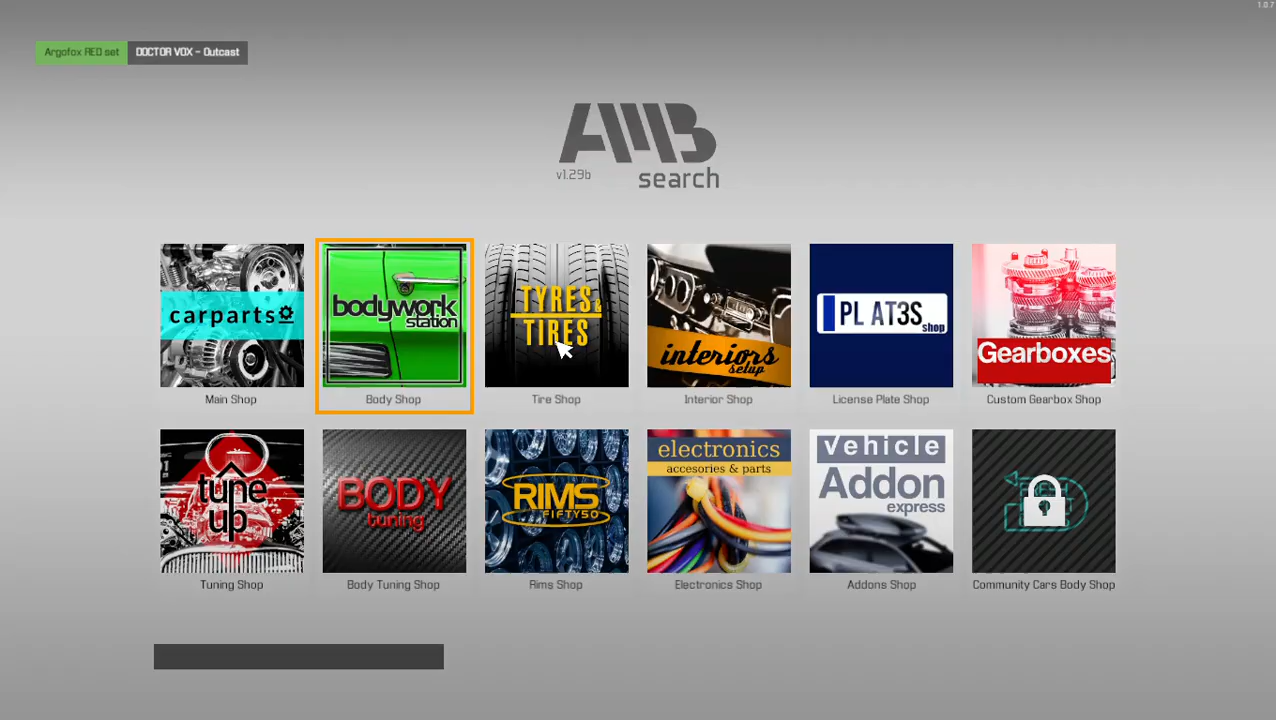 1.0.7
Argofox RED set DOCTOR VOX - Outcast
AMB
v1.29b search
carparts
bodywork
station
TYRES &
TIRES
interiors
setup
PL AT3S
shop
Gearboxes
Main Shop
Body Shop
Tire Shop
Interior Shop
License Plate Shop
Custom Gearbox Shop
tune
up
BODY
tuning
RIMS
FIFTY50
electronics
accesories & parts
Vehicle
Addon
express
Tuning Shop
Body Tuning Shop
Rims Shop
Electronics Shop
Addons Shop
Community Cars Body Shop